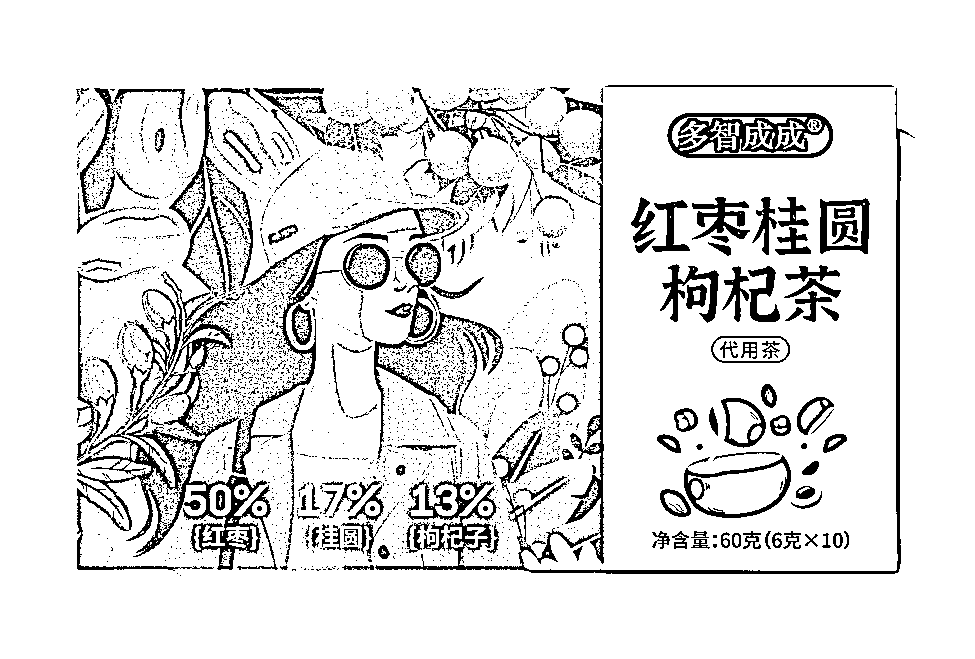 多智成成®
红枣桂圆
枸杞茶
代用茶
净含量:60克(6克×10)
50% 17% 13%
{红枣} {桂圆} {枸杞子}